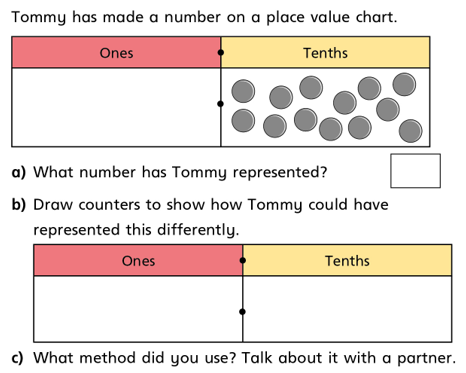 Tommy has made a number on a place value chart.
Ones Tenths
a) What number has Tommy represented?
b) Draw counters to show how Tommy could have
represented this differently.
Ones Tenths
c) What method did you use? Talk about it with a partner.